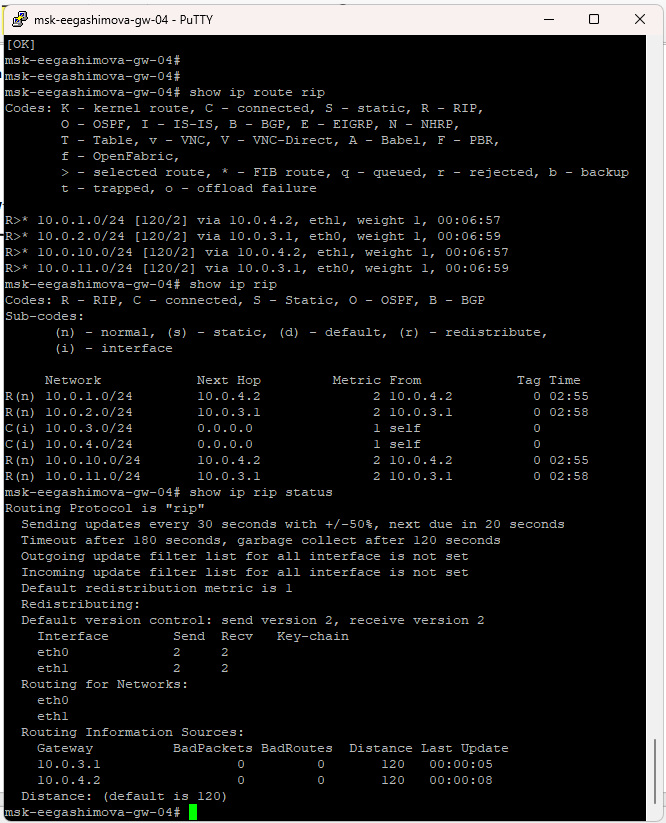 msk-eegashimova-gw-04 - PuTTY
[OK]
msk-eegashimova-gw-04#
msk-eegashimova-gw-04#
msk-eegashimova-gw-04# show ip route rip
Codes: K - kernel route, C - connected, S - static, R - RIP,
       O - OSPF, I - IS-IS, B - BGP, E - EIGRP, N - NHRP,
       T - Table, v - VNC, V - VNC-Direct, A - Babel, F - PBR,
       f - OpenFabric,
       > - selected route, * - FIB route, q - queued, r - rejected, b - backup
       t - trapped, o - offload failure

R>* 10.0.1.0/24 [120/2] via 10.0.4.2, eth1, weight 1, 00:06:57
R>* 10.0.2.0/24 [120/2] via 10.0.3.1, eth0, weight 1, 00:06:59
R>* 10.0.10.0/24 [120/2] via 10.0.4.2, eth1, weight 1, 00:06:57
R>* 10.0.11.0/24 [120/2] via 10.0.3.1, eth0, weight 1, 00:06:59
msk-eegashimova-gw-04# show ip rip
Codes: R - RIP, C - connected, S - Static, O - OSPF, B - BGP
Sub-codes:
      (n) - normal, (s) - static, (d) - default, (r) - redistribute,
      (i) - interface

     Network            Next Hop         Metric From            Tag Time
R(n) 10.0.1.0/24        10.0.4.2              2 10.0.4.2          0 02:55
R(n) 10.0.2.0/24        10.0.3.1              2 10.0.3.1          0 02:58
C(i) 10.0.3.0/24        0.0.0.0               1 self              0
C(i) 10.0.4.0/24        0.0.0.0               1 self              0
R(n) 10.0.10.0/24       10.0.4.2              2 10.0.4.2          0 02:55
R(n) 10.0.11.0/24       10.0.3.1              2 10.0.3.1          0 02:58
msk-eegashimova-gw-04# show ip rip status
Routing Protocol is "rip"
  Sending updates every 30 seconds with +/-50%, next due in 20 seconds
  Timeout after 180 seconds, garbage collect after 120 seconds
  Outgoing update filter list for all interface is not set
  Incoming update filter list for all interface is not set
  Default redistribution metric is 1
  Redistributing:
  Default version control: send version 2, receive version 2
    Interface        Send  Recv   Key-chain
    eth0             2     2
    eth1             2     2
  Routing for Networks:
    eth0
    eth1
  Routing Information Sources:
    Gateway          BadPackets BadRoutes  Distance Last Update
    10.0.3.1                 0         0       120   00:00:05
    10.0.4.2                 0         0       120   00:00:08
  Distance: (default is 120)
msk-eegashimova-gw-04#